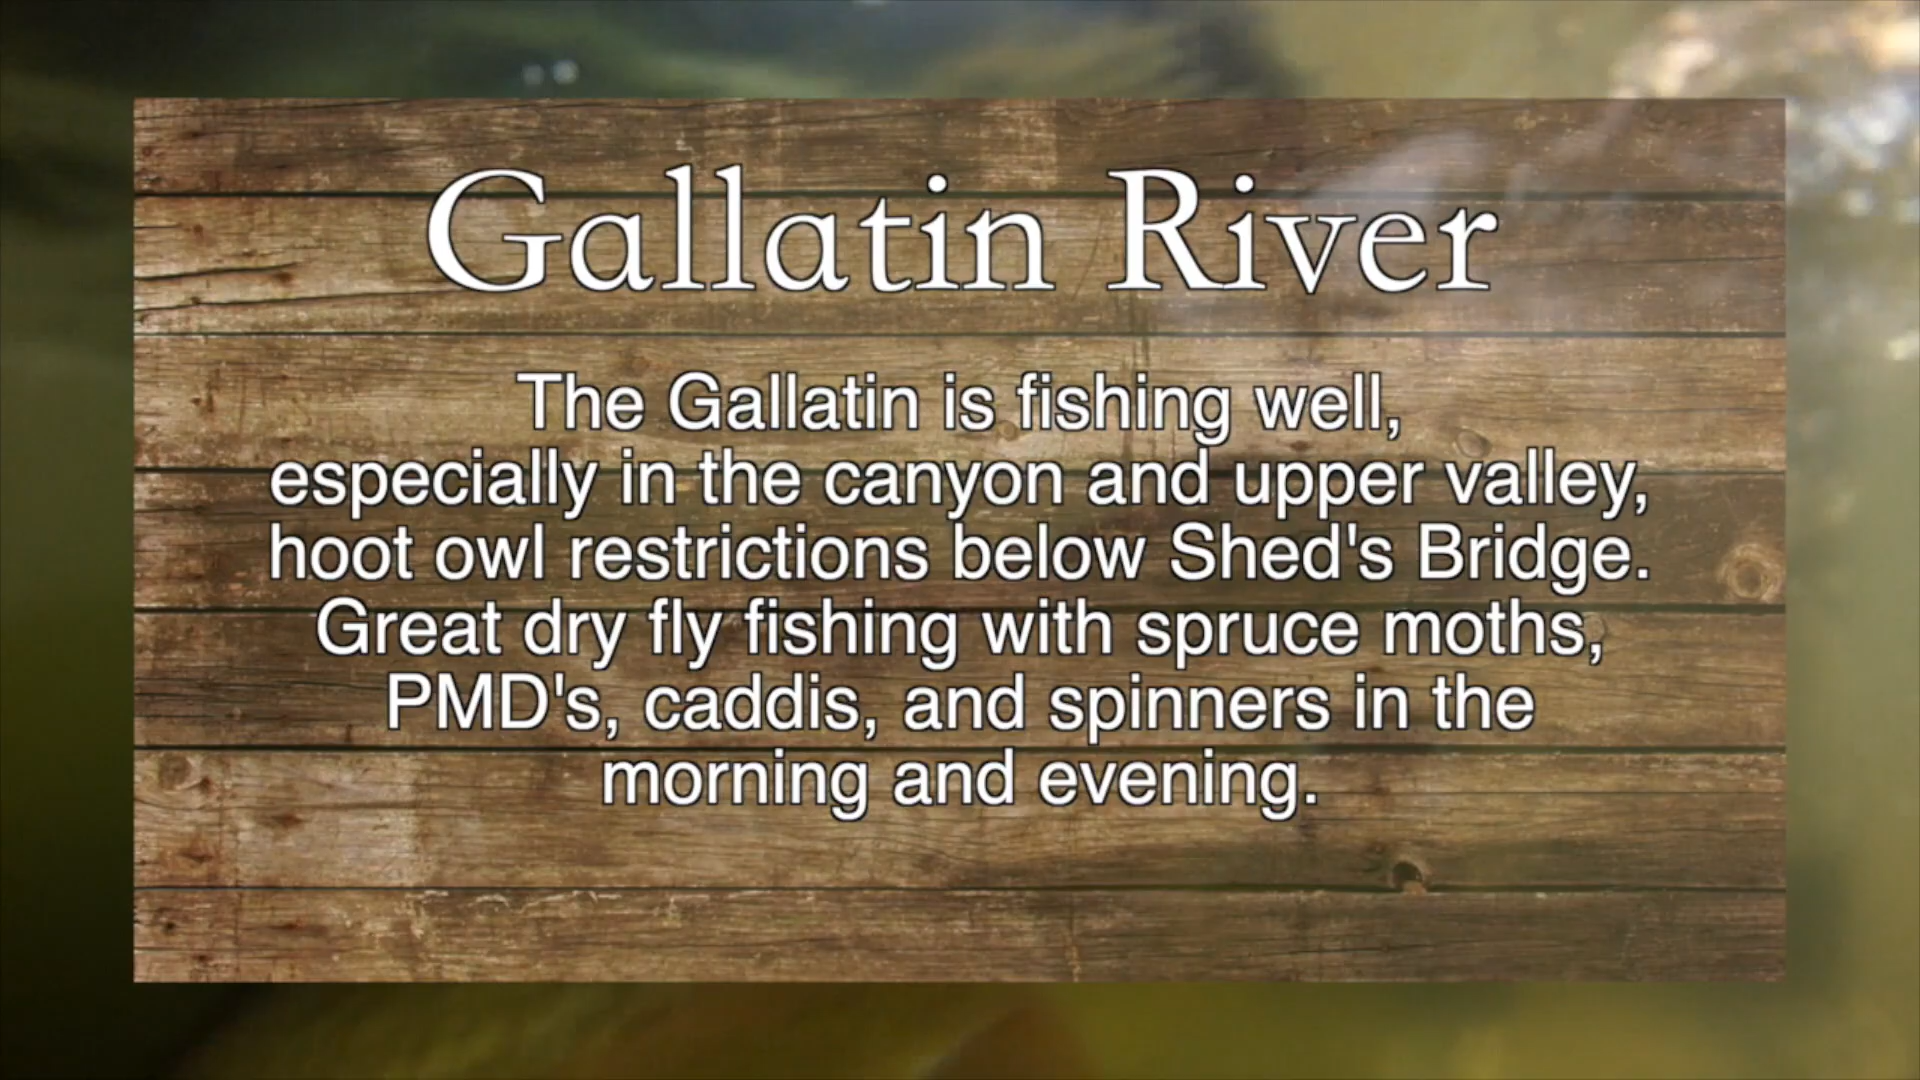 Gallatin River
The Gallatin is fishing well,
especially in the canyon and upper valley,
hoot owl restrictions below Shed's Bridge.
Great dry fly fishing with spruce moths,
PMD's, caddis, and spinners in the
morning and evening.